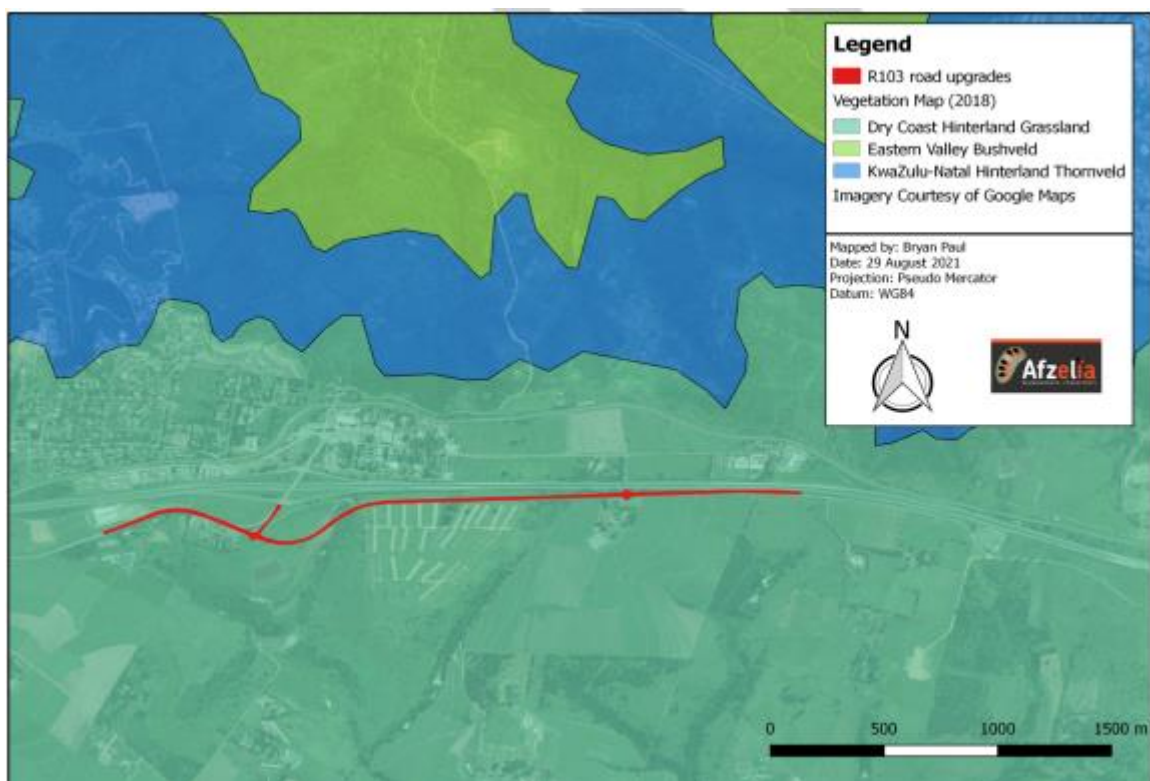 Legend
R103 road upgrades
Vegetation Map (2018)
Dry Coast Hinterland Grassland
Eastern Valley Bushveld
KwaZulu-Natal Hinterland Thornveld
Imagery Courtesy of Google Maps
Mapped by: Bryan Paul
Date: 29 August 2021
Projection: Pseudo Mercator
Datum: WG84
N
Afzelia
0 500 1000 1500 m